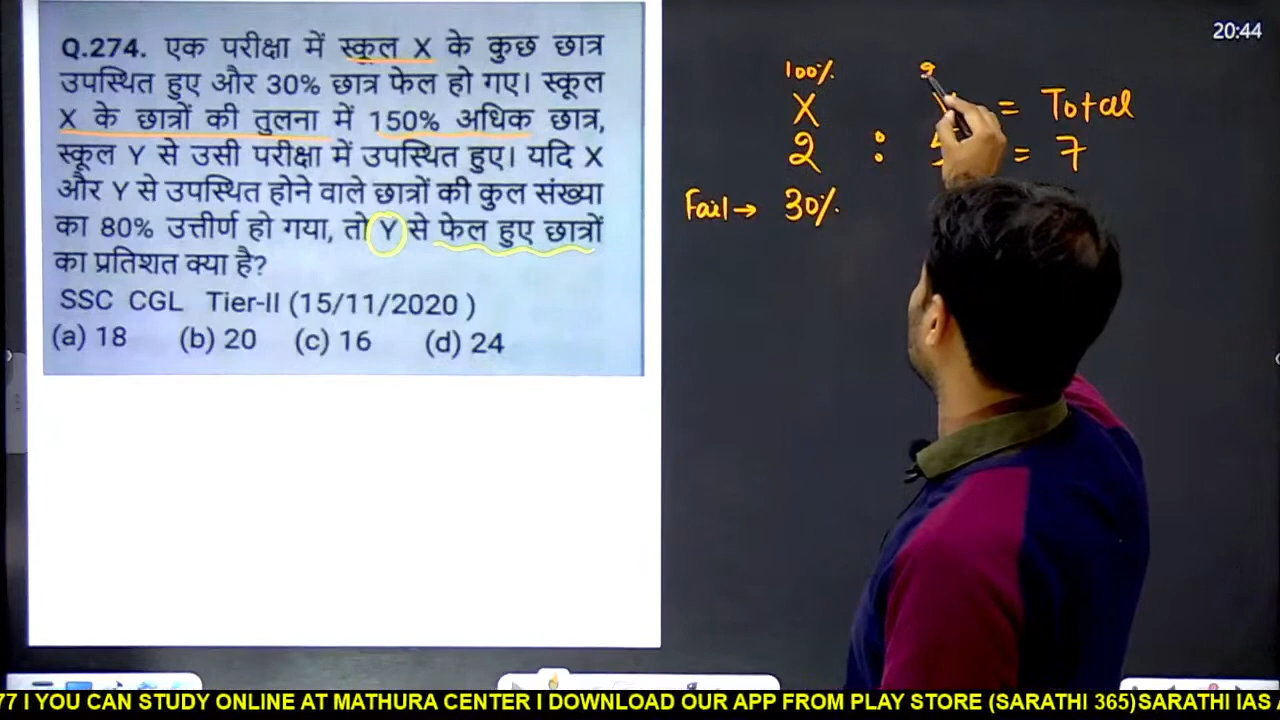 20:44
Q.274. एक परीक्षा में स्कूल X के कुछ छात्र
उपस्थित हुए और 30% छात्र फेल हो गए। स्कूल
X के छात्रों की तुलना में 150% अधिक छात्र,
स्कूल Y से उसी परीक्षा में उपस्थित हुए। यदि X
और Y से उपस्थित होने वाले छात्रों की कुल संख्या
का 80% उत्तीर्ण हो गया, तो Y से फेल हुए छात्रों
का प्रतिशत क्या है?
SSC CGL Tier-II (15/11/2020 )
(a) 18 (b) 20 (c) 16 (d) 24
100%
X = Total
2 : = 7
Fail → 30%
77 I YOU CAN STUDY ONLINE AT MATHURA CENTER I DOWNLOAD OUR APP FROM PLAY STORE (SARATHI 365)SARATHI IAS